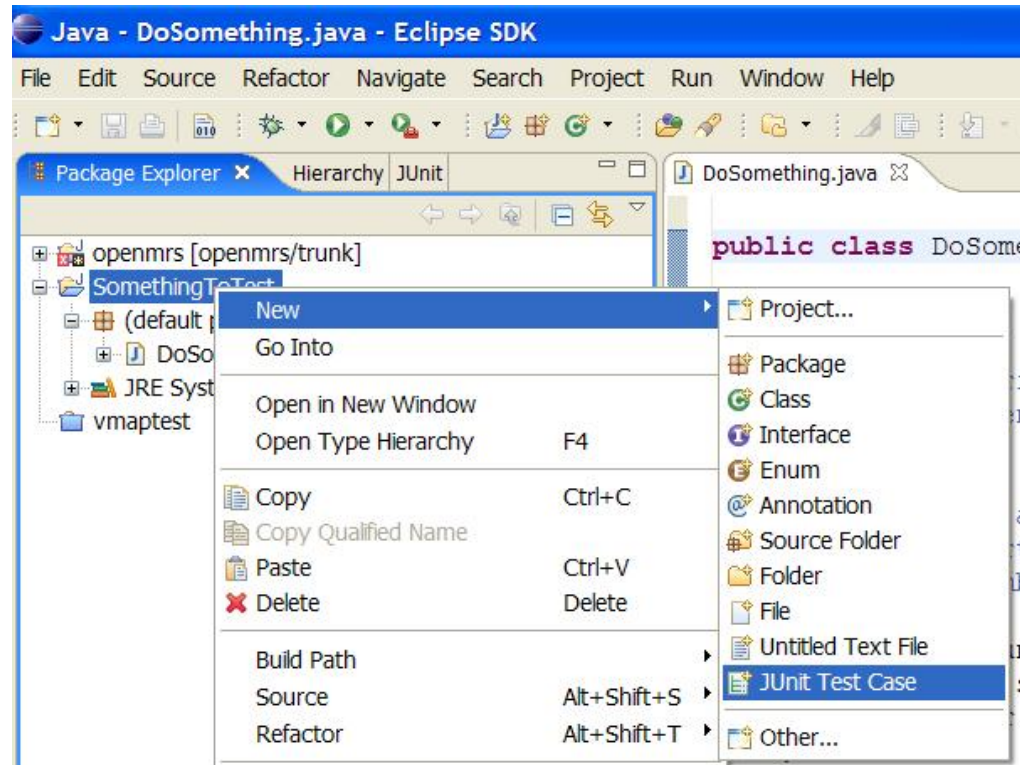 Java - DoSomething.java - Eclipse SDK
File Edit Source Refactor Navigate Search Project Run Window Help
Package Explorer Hierarchy JUnit
DoSomething.java
openmrs [openmrs/trunk]
public class DoSome
SomethingToTest
(default p
DoSo
JRE Syst
vmaptest
New
Go Into
Open in New Window
Open Type Hierarchy F4
Copy Ctrl+C
Copy Qualified Name
Paste Ctrl+V
Delete Delete
Build Path
Source Alt+Shift+S
Refactor Alt+Shift+T
Project...
Package
Class
Interface
Enum
Annotation
Source Folder
Folder
File
Untitled Text File
JUnit Test Case
Other...